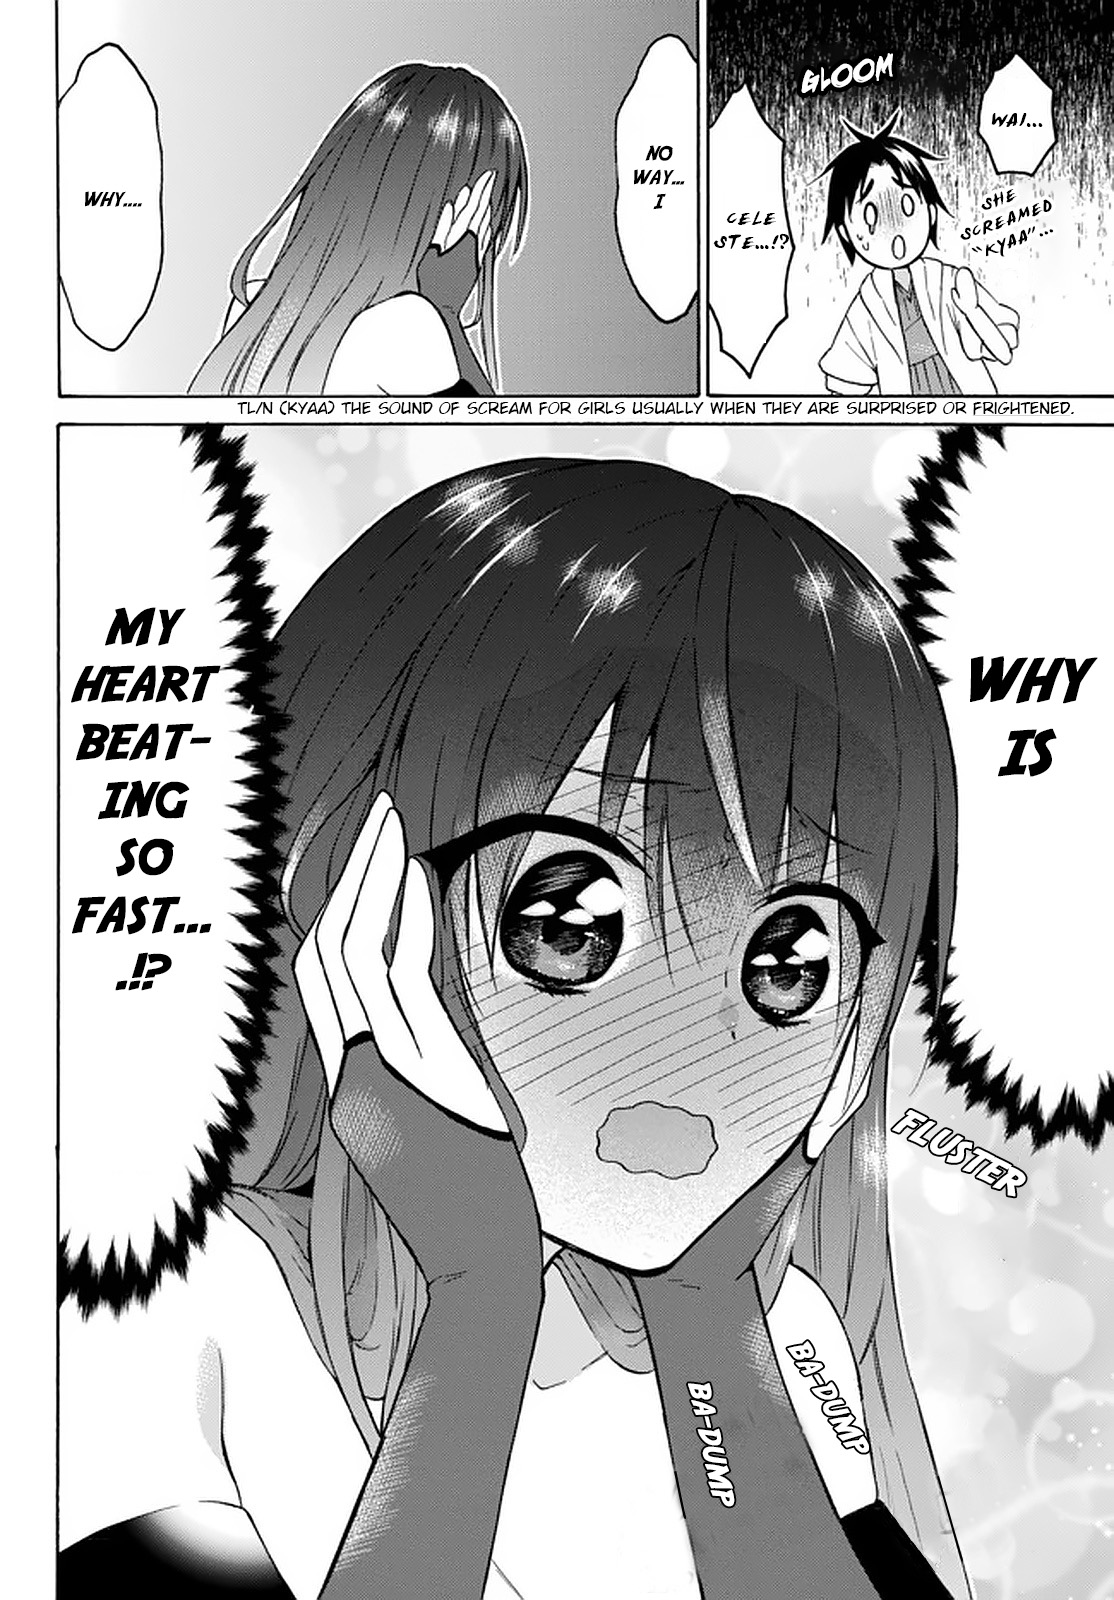 WAI...
GLOOM
SHE
SCREAMED
"KYAA"...
CELE
STE...!?
NO
WAY...
I
WHY....
TL/N (KYAA) THE SOUND OF SCREAM FOR GIRLS USUALLY WHEN THEY ARE SURPRISED OR FRIGHTENED.
WHY
IS
MY
HEART
BEAT-
ING
SO
FAST...
.!?
FLUSTER
BA-DUMP
BA-DUMP